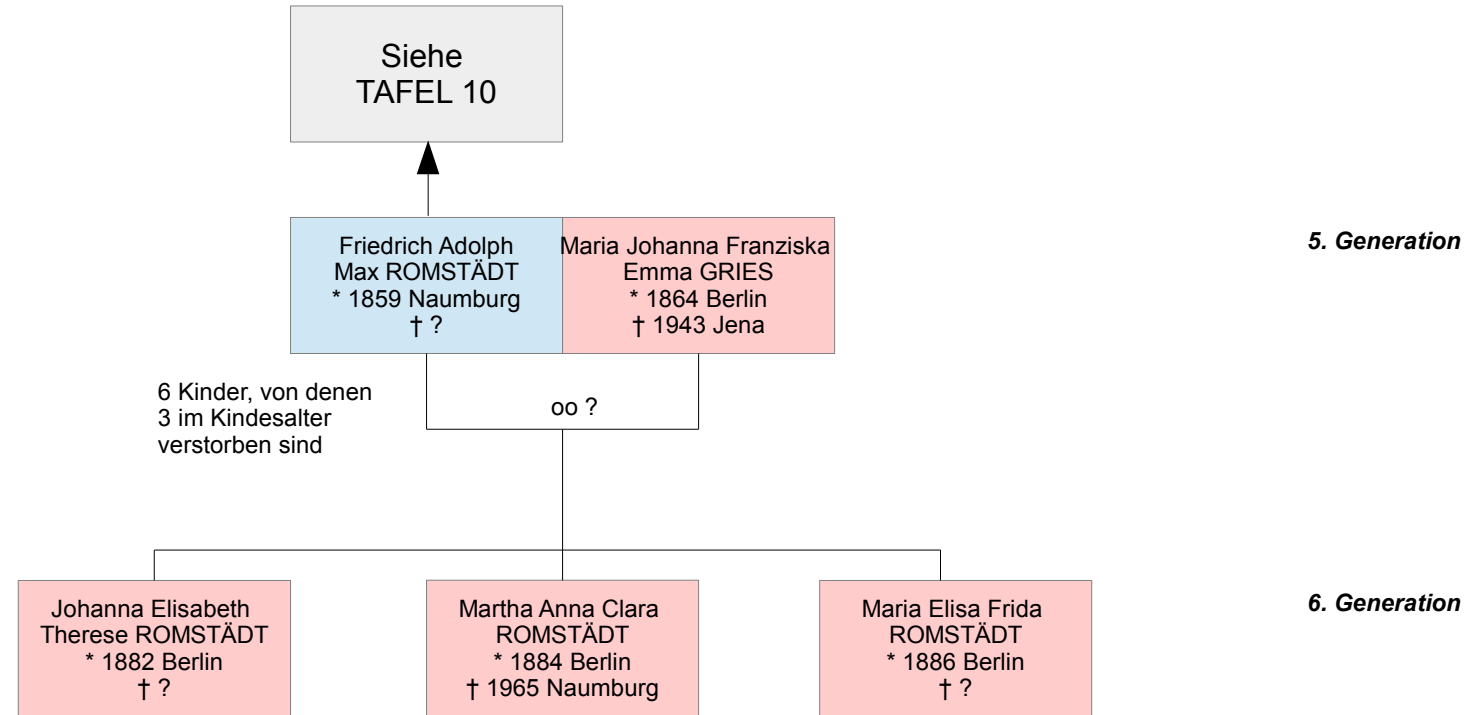 Siehe
TAFEL 10
Friedrich Adolph
Max ROMSTÄDT
* 1859 Naumburg
† ?
Maria Johanna Franziska
Emma GRIES
* 1864 Berlin
† 1943 Jena
5. Generation
6 Kinder, von denen
3 im Kindesalter
verstorben sind
oo ?
Johanna Elisabeth
Therese ROMSTÄDT
* 1882 Berlin
† ?
Martha Anna Clara
ROMSTÄDT
* 1884 Berlin
† 1965 Naumburg
Maria Elisa Frida
ROMSTÄDT
* 1886 Berlin
† ?
6. Generation